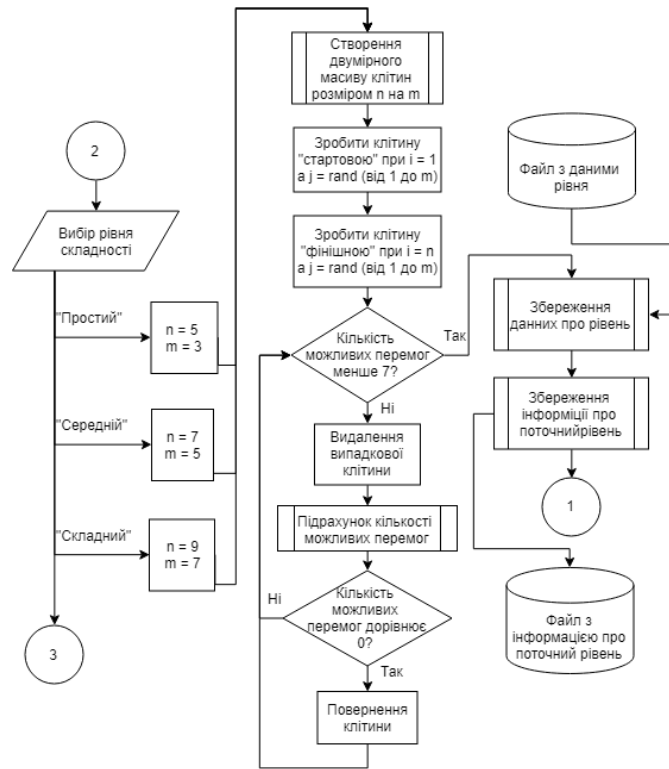 2
Вибір рівня
складності
"Простий"
n = 5
m = 3
"Середній"
n = 7
m = 5
"Складний"
n = 9
m = 7
3
Створення
двумірного
масиву клітин
розміром n на m
Зробити клітину
"стартовою" при i = 1
а j = rand (від 1 до m)
Зробити клітину
"фінішною" при i = n
а j = rand (від 1 до m)
Кількість
можливих перемог
менше 7?
Так
Ні
Видалення
випадкової
клітини
Підрахунок кількості
можливих перемог
Кількість
можливих
перемог дорівнює
0?
Ні
Так
Повернення
клітини
Файл з даними
рівня
Збереження
данних про рівень
Збереження
інформіції про
поточнийрівень
1
Файл з
інформацією про
поточний рівень